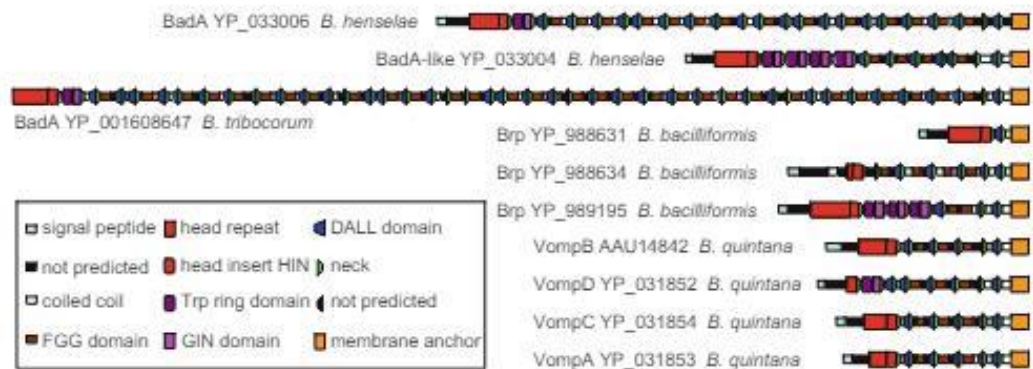 BadA YP_033006 B. henselae
BadA-like YP_033004 B. henselae
BadA YP_001608647 B. tribocorum
Brp YP_988631 B. bacilliformis
Brp YP_988634 B. bacilliformis
Brp YP_989195 B. bacilliformis
VompB AAU14842 B. quintana
VompD YP_031852 B. quintana
VompC YP_031854 B. quintana
VompA YP_031853 B. quintana
signal peptide head repeat DALL domain
not predicted head insert HIN neck
coiled coil Trp ring domain not predicted
FGG domain GIN domain membrane anchor